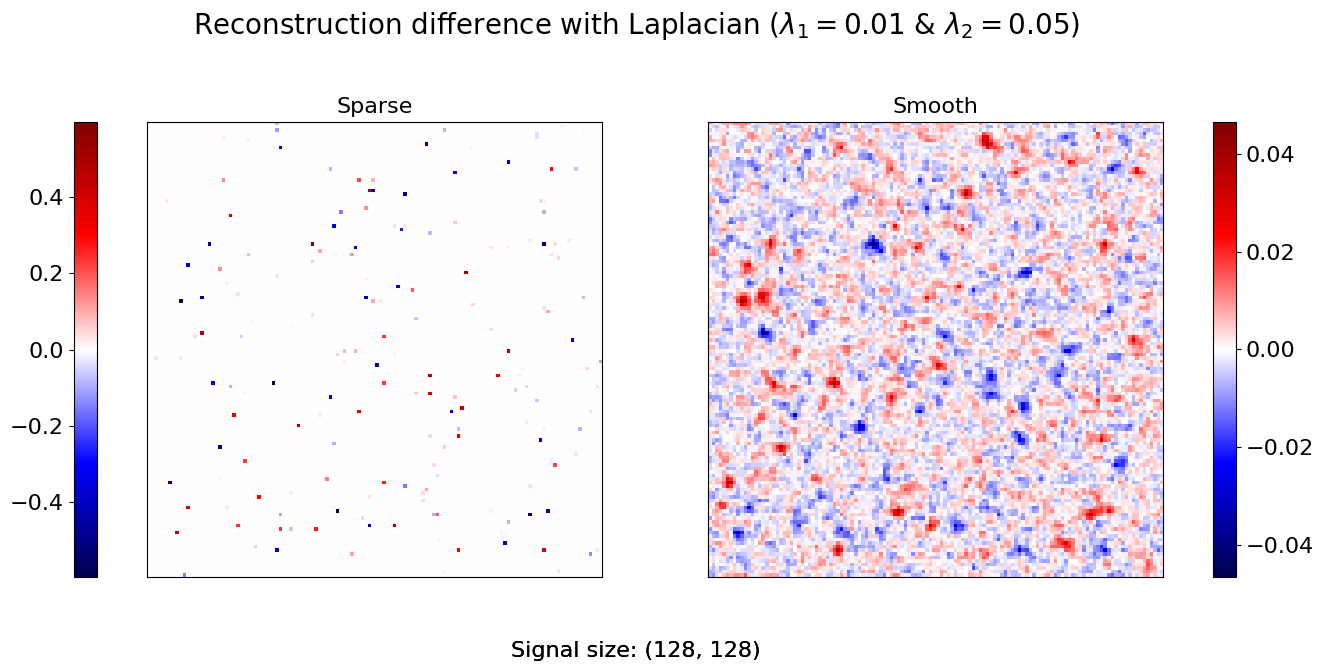 Reconstruction difference with Laplacian (λ₁ = 0.01 & λ₂ = 0.05)
Sparse
Smooth
0.4
0.2
0.0
−0.2
−0.4
0.04
0.02
0.00
−0.02
−0.04
Signal size: (128, 128)